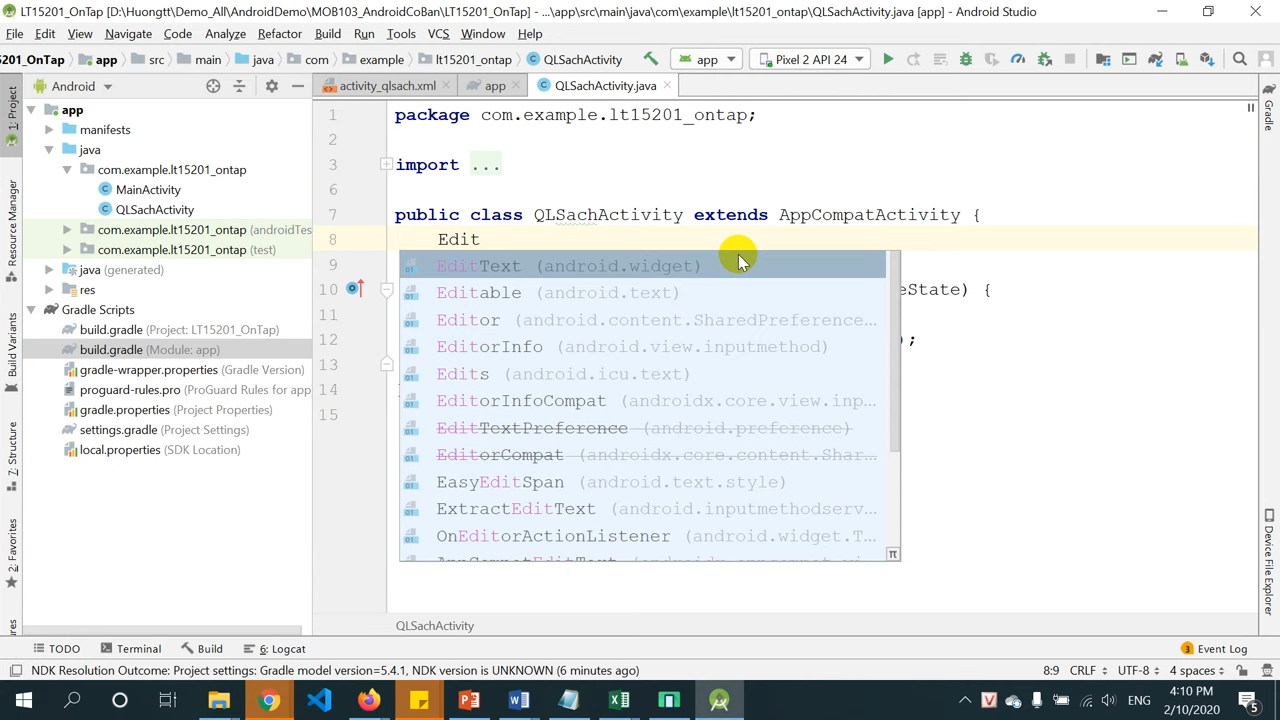 LT15201_OnTap [D:\Huongtt\Demo_All\AndroidDemo\MOB103_AndroidCoBan\LT15201_OnTap] - ...\app\src\main\java\com\example\lt15201_ontap\QLSachActivity.java [app] - Android Studio
File Edit View Navigate Code Analyze Refactor Build Run Tools VCS Window Help
5201_OnTap app src main java com example lt15201_ontap QLSachActivity app Pixel 2 API 24
Android
activity_qlsach.xml app QLSachActivity.java
1: Project
Resource Manager
Build Variants
Z: Structure
2: Favorites
app
manifests
java
com.example.lt15201_ontap
MainActivity
QLSachActivity
com.example.lt15201_ontap (androidTes
com.example.lt15201_ontap (test)
java (generated)
res
Gradle Scripts
build.gradle (Project: LT15201_OnTap)
build.gradle (Module: app)
gradle-wrapper.properties (Gradle Version)
proguard-rules.pro (ProGuard Rules for app
gradle.properties (Project Properties)
settings.gradle (Project Settings)
local.properties (SDK Location)
1 package com.example.lt15201_ontap;
2
3 import ...
6
7 public class QLSachActivity extends AppCompatActivity {
8 Edit
9
10 eState) {
11
12 );
13
14
15
EditText (android.widget)
Editable (android.text)
Editor (android.content.SharedPreference...
EditorInfo (android.view.inputmethod)
Edits (android.icu.text)
EditorInfoCompat (androidx.core.view.inp...
EditTextPreference (android.preference)
EditorCompat (androidx.core.content.Shar...
EasyEditSpan (android.text.style)
ExtractEditText (android.inputmethodserv...
OnEditorActionListener (android.widget.T...
π
QLSachActivity
Gradle
Device File Explorer
TODO Terminal Build 6: Logcat 3 Event Log
NDK Resolution Outcome: Project settings: Gradle model version=5.4.1, NDK version is UNKNOWN (6 minutes ago) 8:9 CRLF UTF-8 4 spaces
ENG
4:10 PM
2/10/2020
5